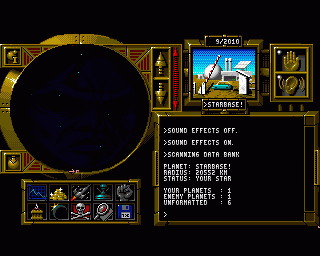 9/2010
>STARBASE!
>SOUND EFFECTS OFF.
>SOUND EFFECTS ON.
>SCANNING DATA BANK
PLANET: STARBASE!
RADIUS: 20552 KM
STATUS: YOUR STAR
YOUR PLANETS : 1
ENEMY PLANETS : 1
UNFORMATTED : 6
>